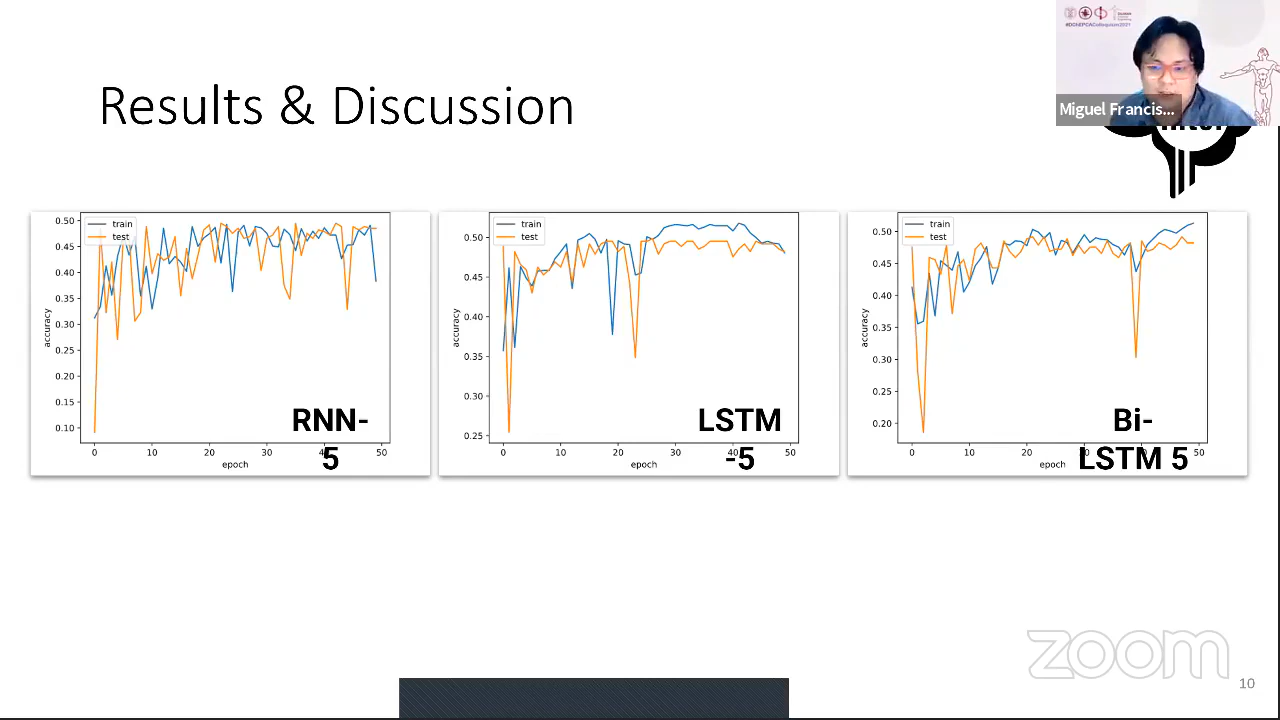 #DChEPCAColloquium2021
Miguel Francis...
Results & Discussion
train
test
0.50
0.45
0.40
0.35
0.30
0.25
0.20
0.15
0.10
accuracy
0 10 20 30 40 50
epoch
RNN-
5
train
test
0.50
0.45
0.40
0.35
0.30
0.25
accuracy
0 10 20 30 40 50
epoch
LSTM
-5
train
test
0.50
0.45
0.40
0.35
0.30
0.25
0.20
accuracy
0 10 20 30 40 50
epoch
Bi-
LSTM 5
zoom
10